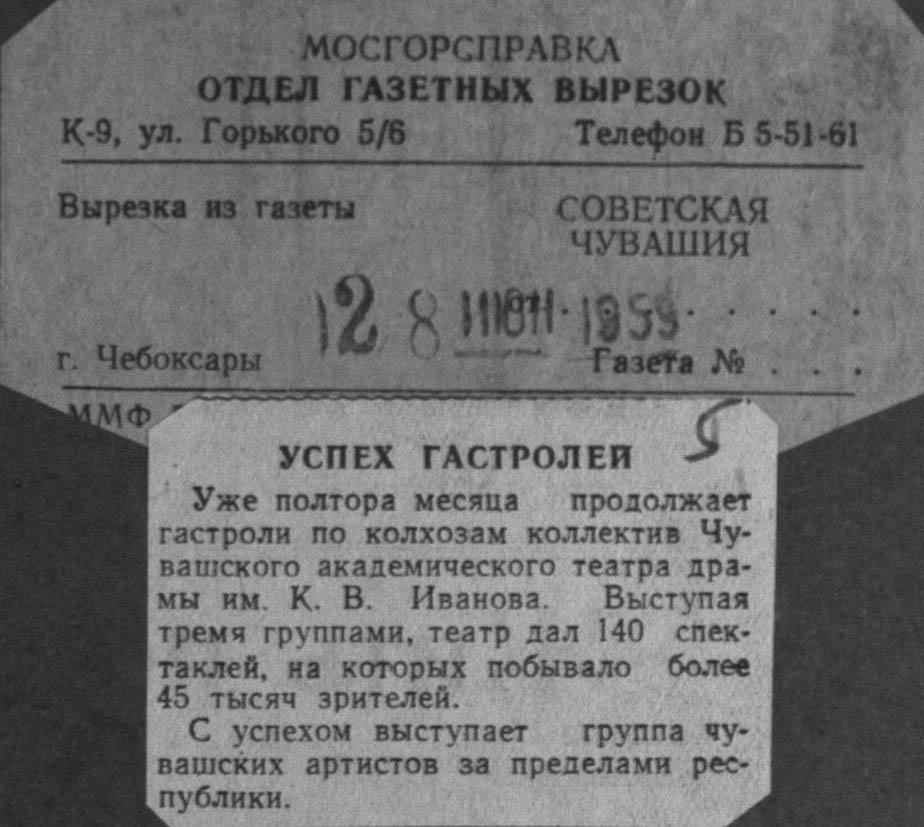 МОСГОРСПРАВКА
ОТДЕЛ ГАЗЕТНЫХ ВЫРЕЗОК
К-9, ул. Горького 5/6 Телефон Б 5-51-61
Вырезка из газеты СОВЕТСКАЯ
ЧУВАШИЯ
28 ИЮН 1959 . . . . .
г. Чебоксары Газета № . . .
ММФ
5
УСПЕХ ГАСТРОЛЕЙ
Уже полтора месяца продолжает
гастроли по колхозам коллектив Чу-
вашского академического театра дра-
мы им. К. В. Иванова. Выступая
тремя группами, театр дал 140 спек-
таклей, на которых побывало более
45 тысяч зрителей.
С успехом выступает группа чу-
вашских артистов за пределами рес-
публики.